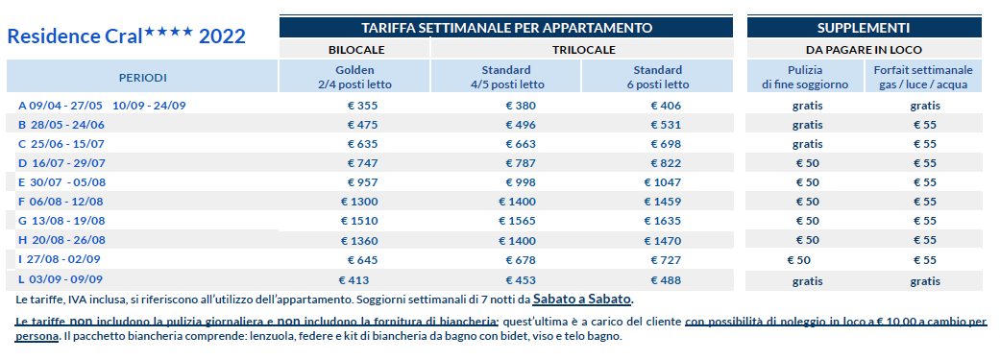 Residence Cral★★★★ 2022
TARIFFA SETTIMANALE PER APPARTAMENTO SUPPLEMENTI
BILOCALE TRILOCALE DA PAGARE IN LOCO
PERIODI Golden Standard Standard Pulizia Forfait settimanale
2/4 posti letto 4/5 posti letto 6 posti letto di fine soggiorno gas / luce / acqua
A 09/04 - 27/05 10/09 - 24/09 € 355 € 380 € 406 gratis gratis
B 28/05 - 24/06 € 475 € 496 € 531 gratis € 55
C 25/06 - 15/07 € 635 € 663 € 698 gratis € 55
D 16/07 - 29/07 € 747 € 787 € 822 € 50 € 55
E 30/07 - 05/08 € 957 € 998 € 1047 € 50 € 55
F 06/08 - 12/08 € 1300 € 1400 € 1459 € 50 € 55
G 13/08 - 19/08 € 1510 € 1565 € 1635 € 50 € 55
H 20/08 - 26/08 € 1360 € 1400 € 1470 € 50 € 55
I 27/08 - 02/09 € 645 € 678 € 727 € 50 € 55
L 03/09 - 09/09 € 413 € 453 € 488 gratis gratis
Le tariffe, IVA inclusa, si riferiscono all'utilizzo dell'appartamento. Soggiorni settimanali di 7 notti da Sabato a Sabato.
Le tariffe non includono la pulizia giornaliera e non includono la fornitura di biancheria; quest'ultima è a carico del cliente con possibilità di noleggio in loco a € 10,00 a cambio per
persona. Il pacchetto biancheria comprende: lenzuola, federe e kit di biancheria da bagno con bidet, viso e telo bagno.